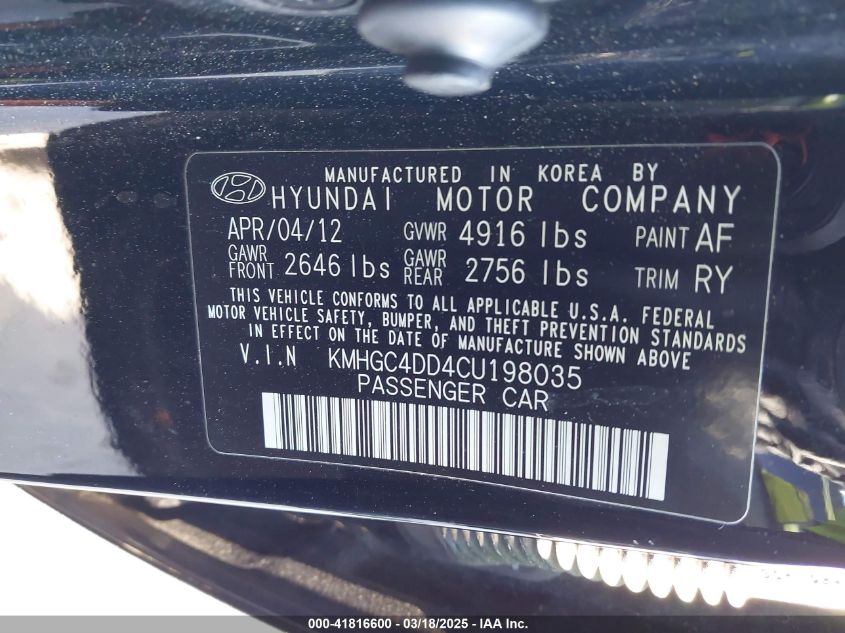 MANUFACTURED IN KOREA BY
HYUNDAI MOTOR COMPANY
APR/04/12 GVWR 4916 lbs PAINT AF
GAWR FRONT 2646 lbs GAWR REAR 2756 lbs TRIM RY
THIS VEHICLE CONFORMS TO ALL APPLICABLE U.S.A. FEDERAL
MOTOR VEHICLE SAFETY, BUMPER, AND THEFT PREVENTION STANDARDS
IN EFFECT ON THE DATE OF MANUFACTURE SHOWN ABOVE
V.I.N KMHGC4DD4CU198035
PASSENGER CAR
000-41816600 - 03/18/2025 - IAA Inc.